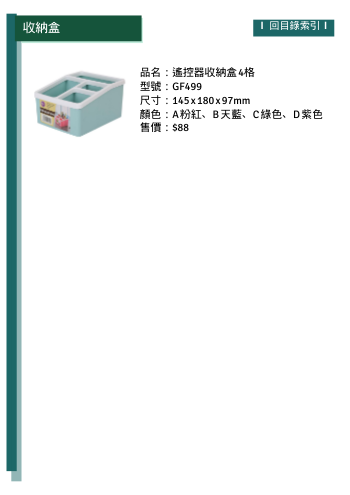 收納盒
回目錄索引
品名：遙控器收納盒4格
型號：GF499
尺寸：145x180x97mm
顏色：A粉紅、B天藍、C綠色、D紫色
售價：$88